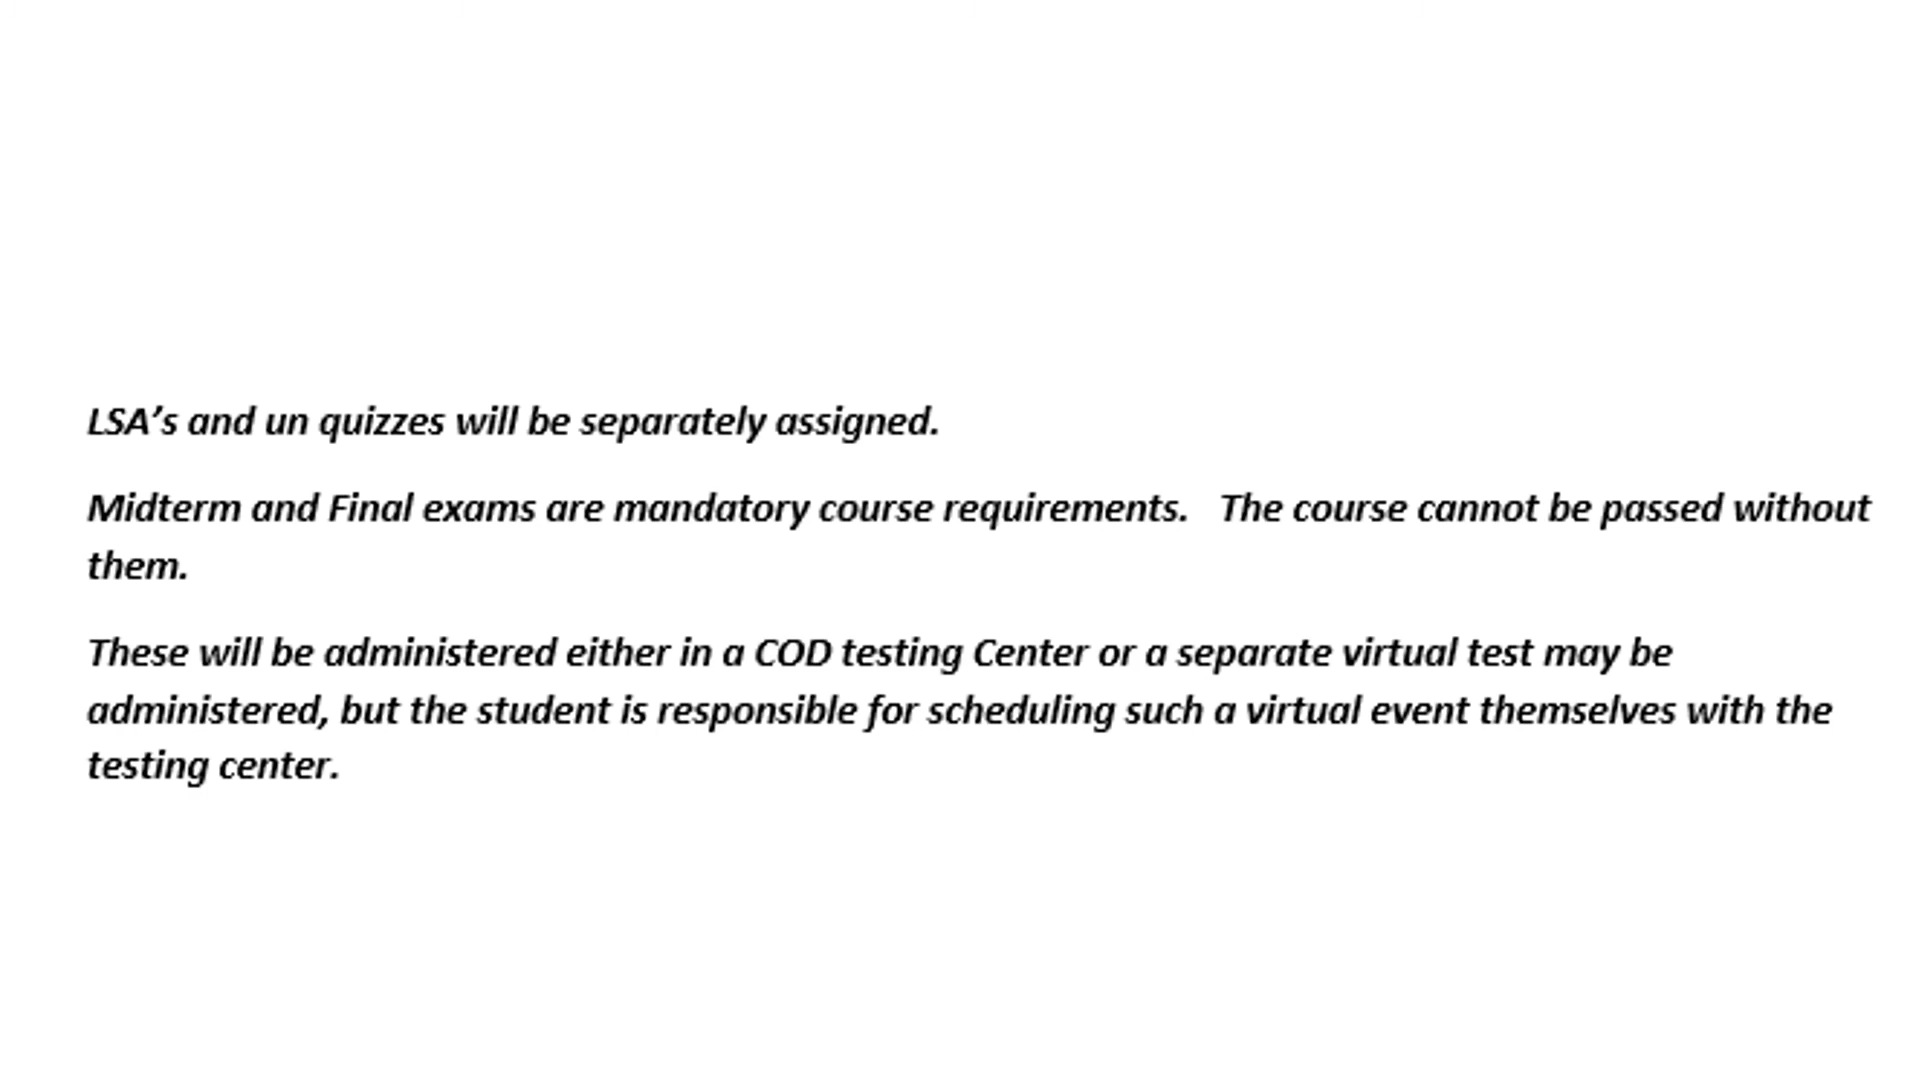 LSA’s and un quizzes will be separately assigned.
Midterm and Final exams are mandatory course requirements.   The course cannot be passed without
them.
These will be administered either in a COD testing Center or a separate virtual test may be
administered, but the student is responsible for scheduling such a virtual event themselves with the
testing center.